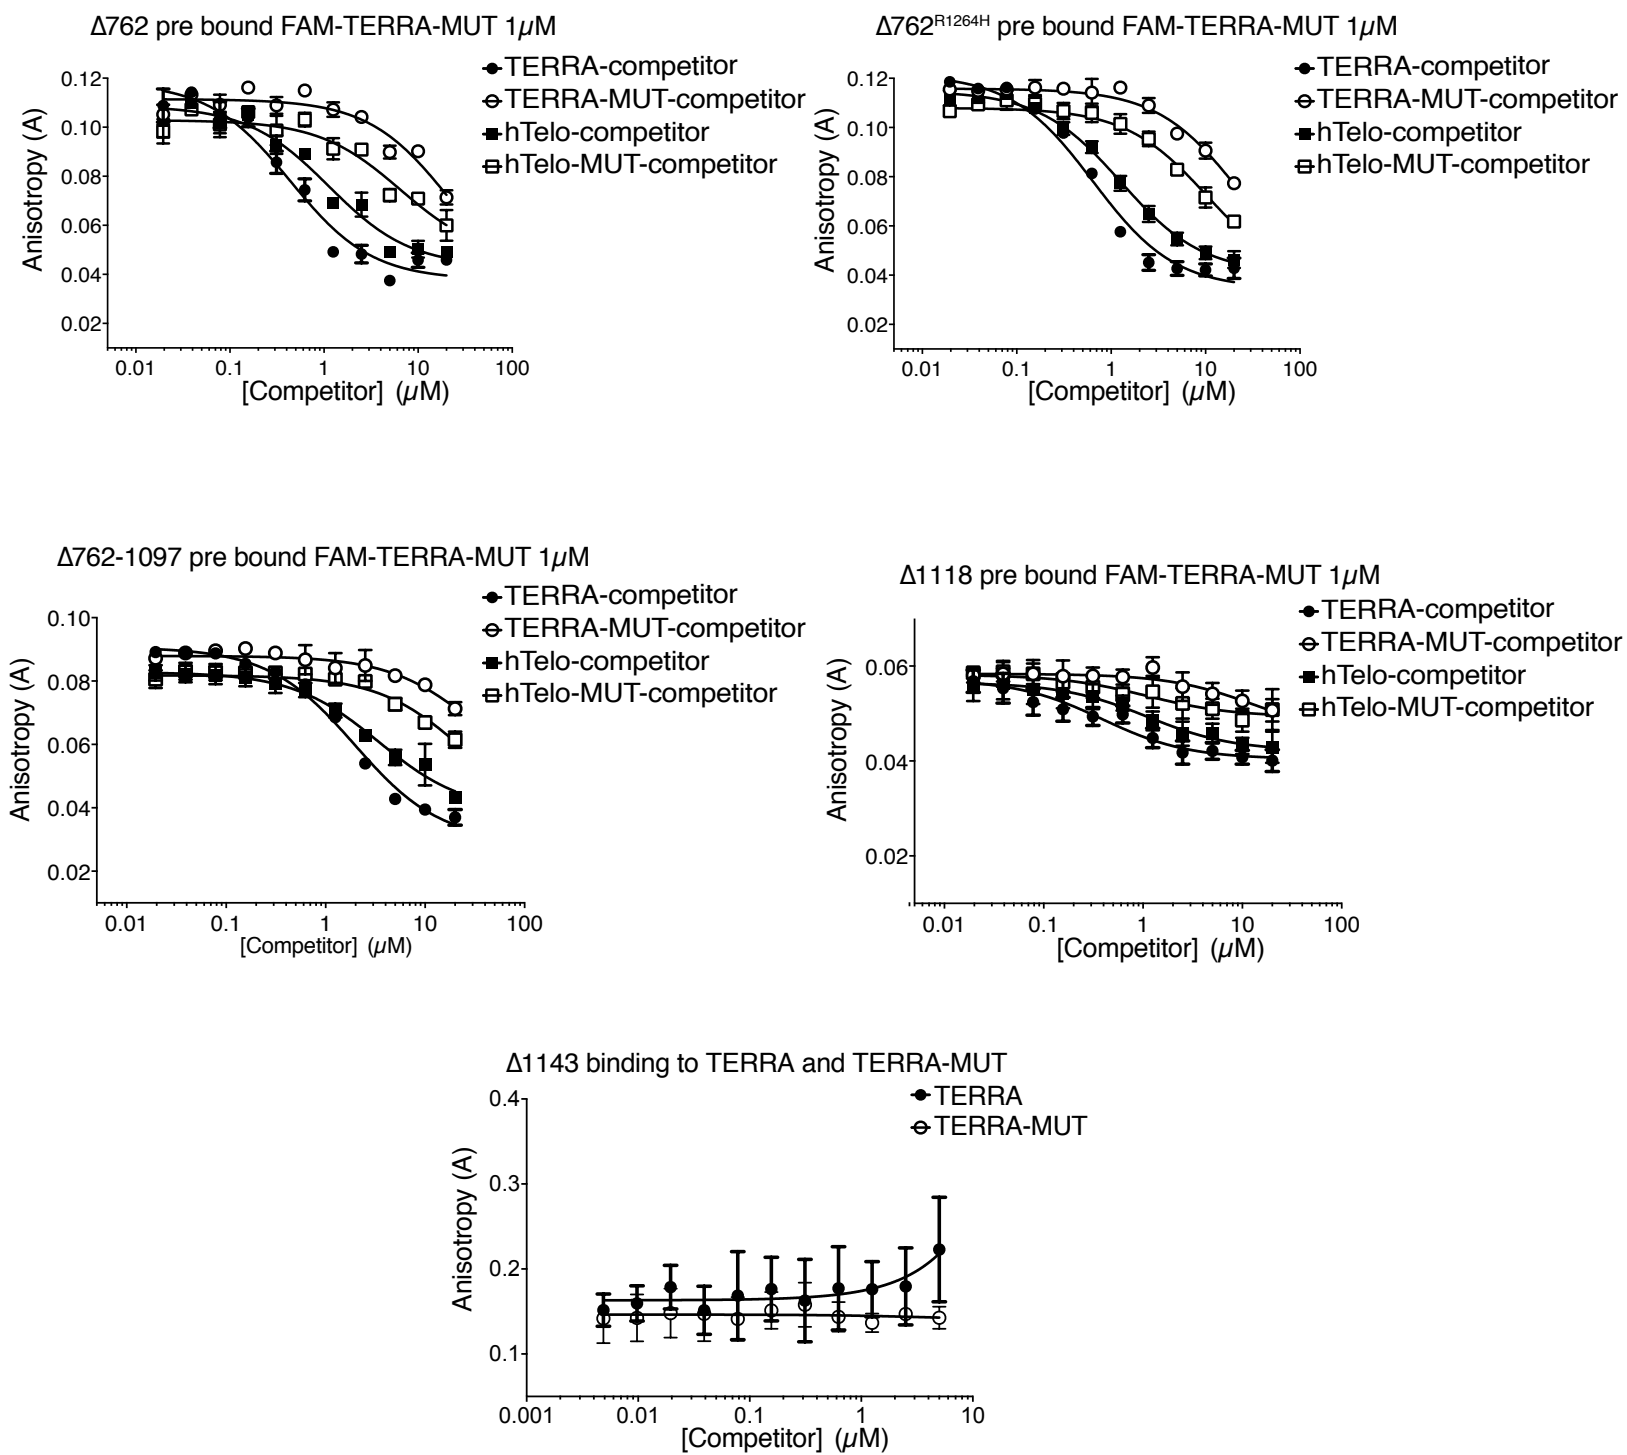 Δ762 pre bound FAM-TERRA-MUT 1µM
TERRA-competitor
TERRA-MUT-competitor
hTelo-competitor
hTelo-MUT-competitor
Anisotropy (A)
0.12
0.10
0.08
0.06
0.04
0.02
0.01 0.1 1 10 100
[Competitor] (µM)
Δ762R1264H pre bound FAM-TERRA-MUT 1µM
TERRA-competitor
TERRA-MUT-competitor
hTelo-competitor
hTelo-MUT-competitor
Anisotropy (A)
0.12
0.10
0.08
0.06
0.04
0.02
0.01 0.1 1 10 100
[Competitor] (µM)
Δ762-1097 pre bound FAM-TERRA-MUT 1µM
TERRA-competitor
TERRA-MUT-competitor
hTelo-competitor
hTelo-MUT-competitor
Anisotropy (A)
0.10
0.08
0.06
0.04
0.02
0.01 0.1 1 10 100
[Competitor] (µM)
Δ1118 pre bound FAM-TERRA-MUT 1µM
TERRA-competitor
TERRA-MUT-competitor
hTelo-competitor
hTelo-MUT-competitor
Anisotropy (A)
0.06
0.04
0.02
0.01 0.1 1 10 100
[Competitor] (µM)
Δ1143 binding to TERRA and TERRA-MUT
TERRA
TERRA-MUT
Anisotropy (A)
0.4
0.3
0.2
0.1
0.001 0.01 0.1 1 10
[Competitor] (µM)